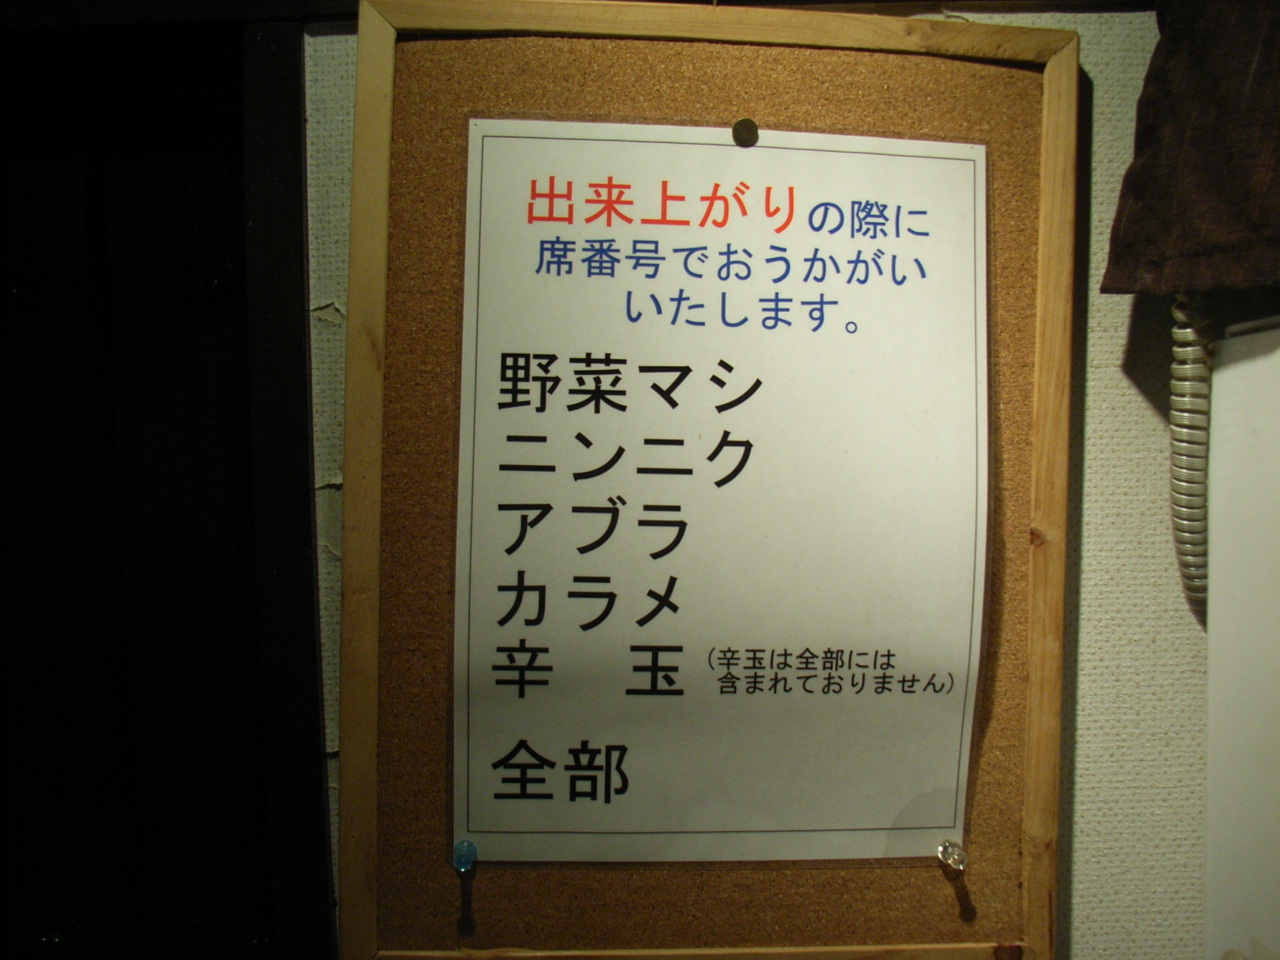 出来上がりの際に
席番号でおうかがい
いたします。
野菜マシ
ニンニク
アブラ
カラメ
辛　玉 (辛玉は全部には
含まれておりません)
全部